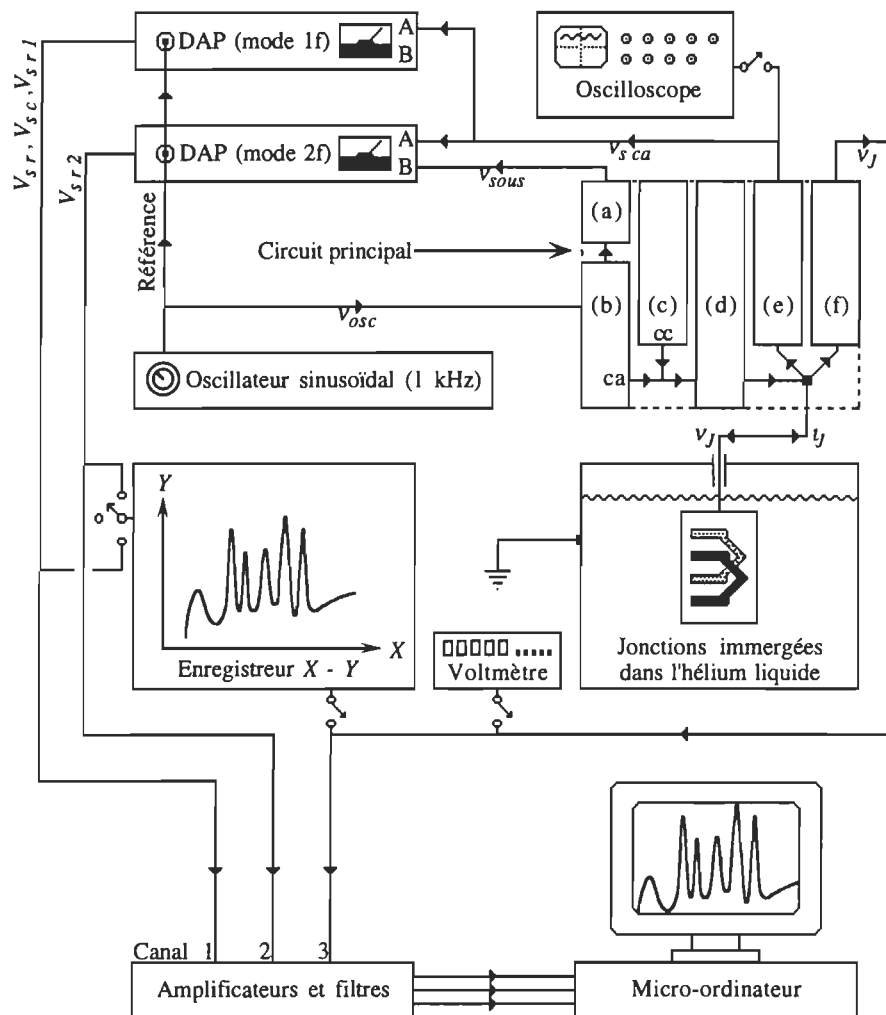 DAP (mode 1f)
A
B
Oscilloscope
V_sr, V_sc, V_sr1
V_sr2
DAP (mode 2f)
A
B
v_s ca
v_J
v_sous
Référence
Circuit principal
(a)
(b)
(c)
(d)
(e)
(f)
cc
ca
v_osc
Oscillateur sinusoïdal (1 kHz)
v_J
i_J
Y
X
Enregistreur X - Y
Voltmètre
Jonctions immergées
dans l'hélium liquide
Canal 1 2 3
Amplificateurs et filtres
Micro-ordinateur